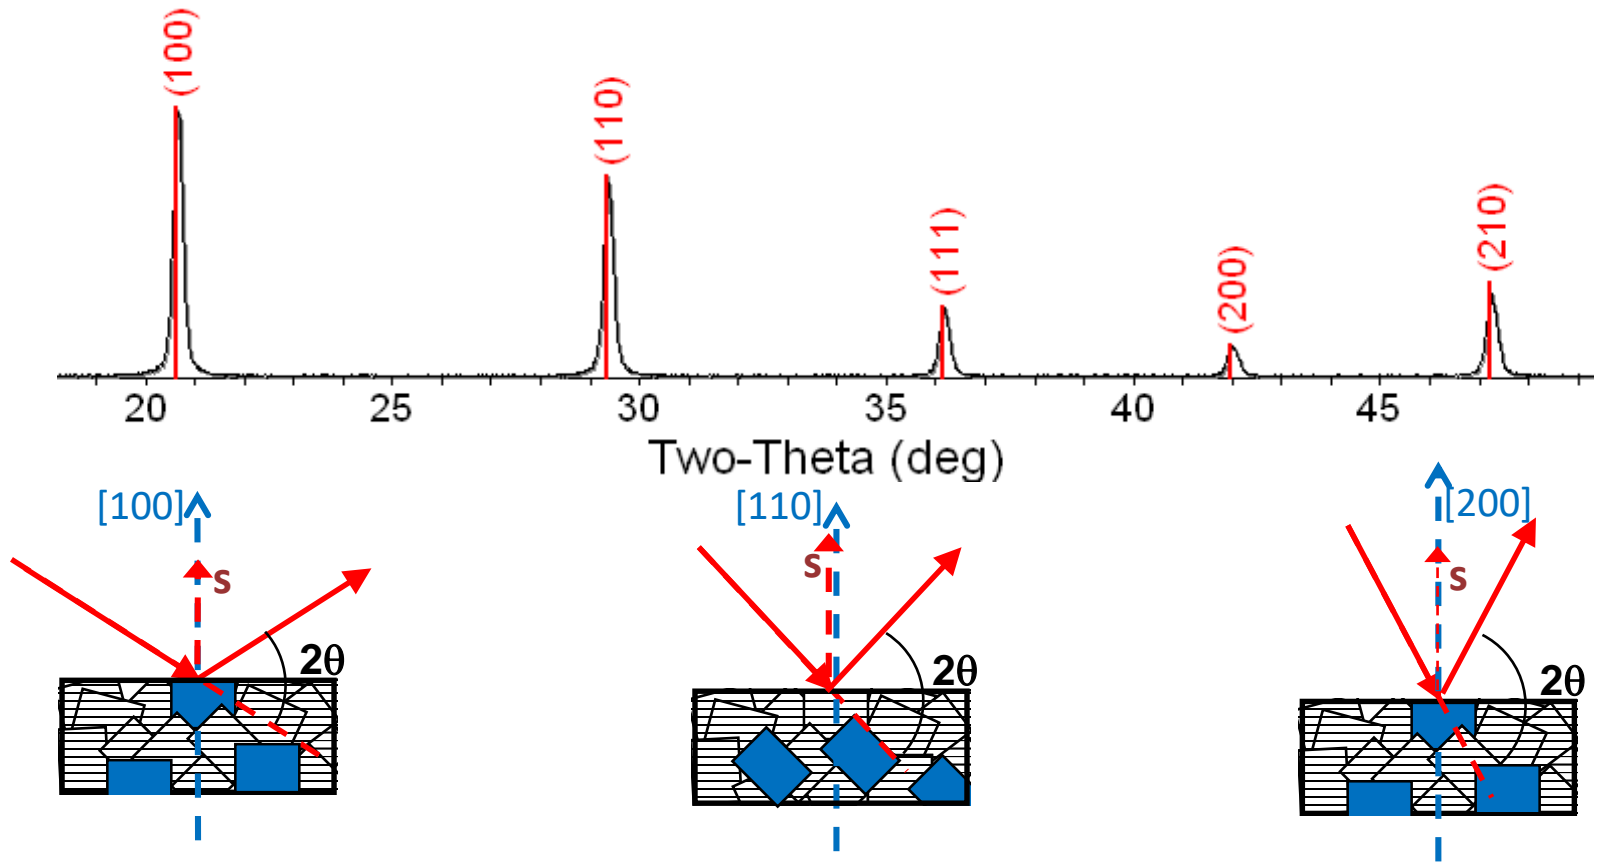 (100)
(110)
(111)
(200)
(210)
20 25 30 35 40 45
Two-Theta (deg)
[100] [110] [200]
s s s
2θ 2θ 2θ